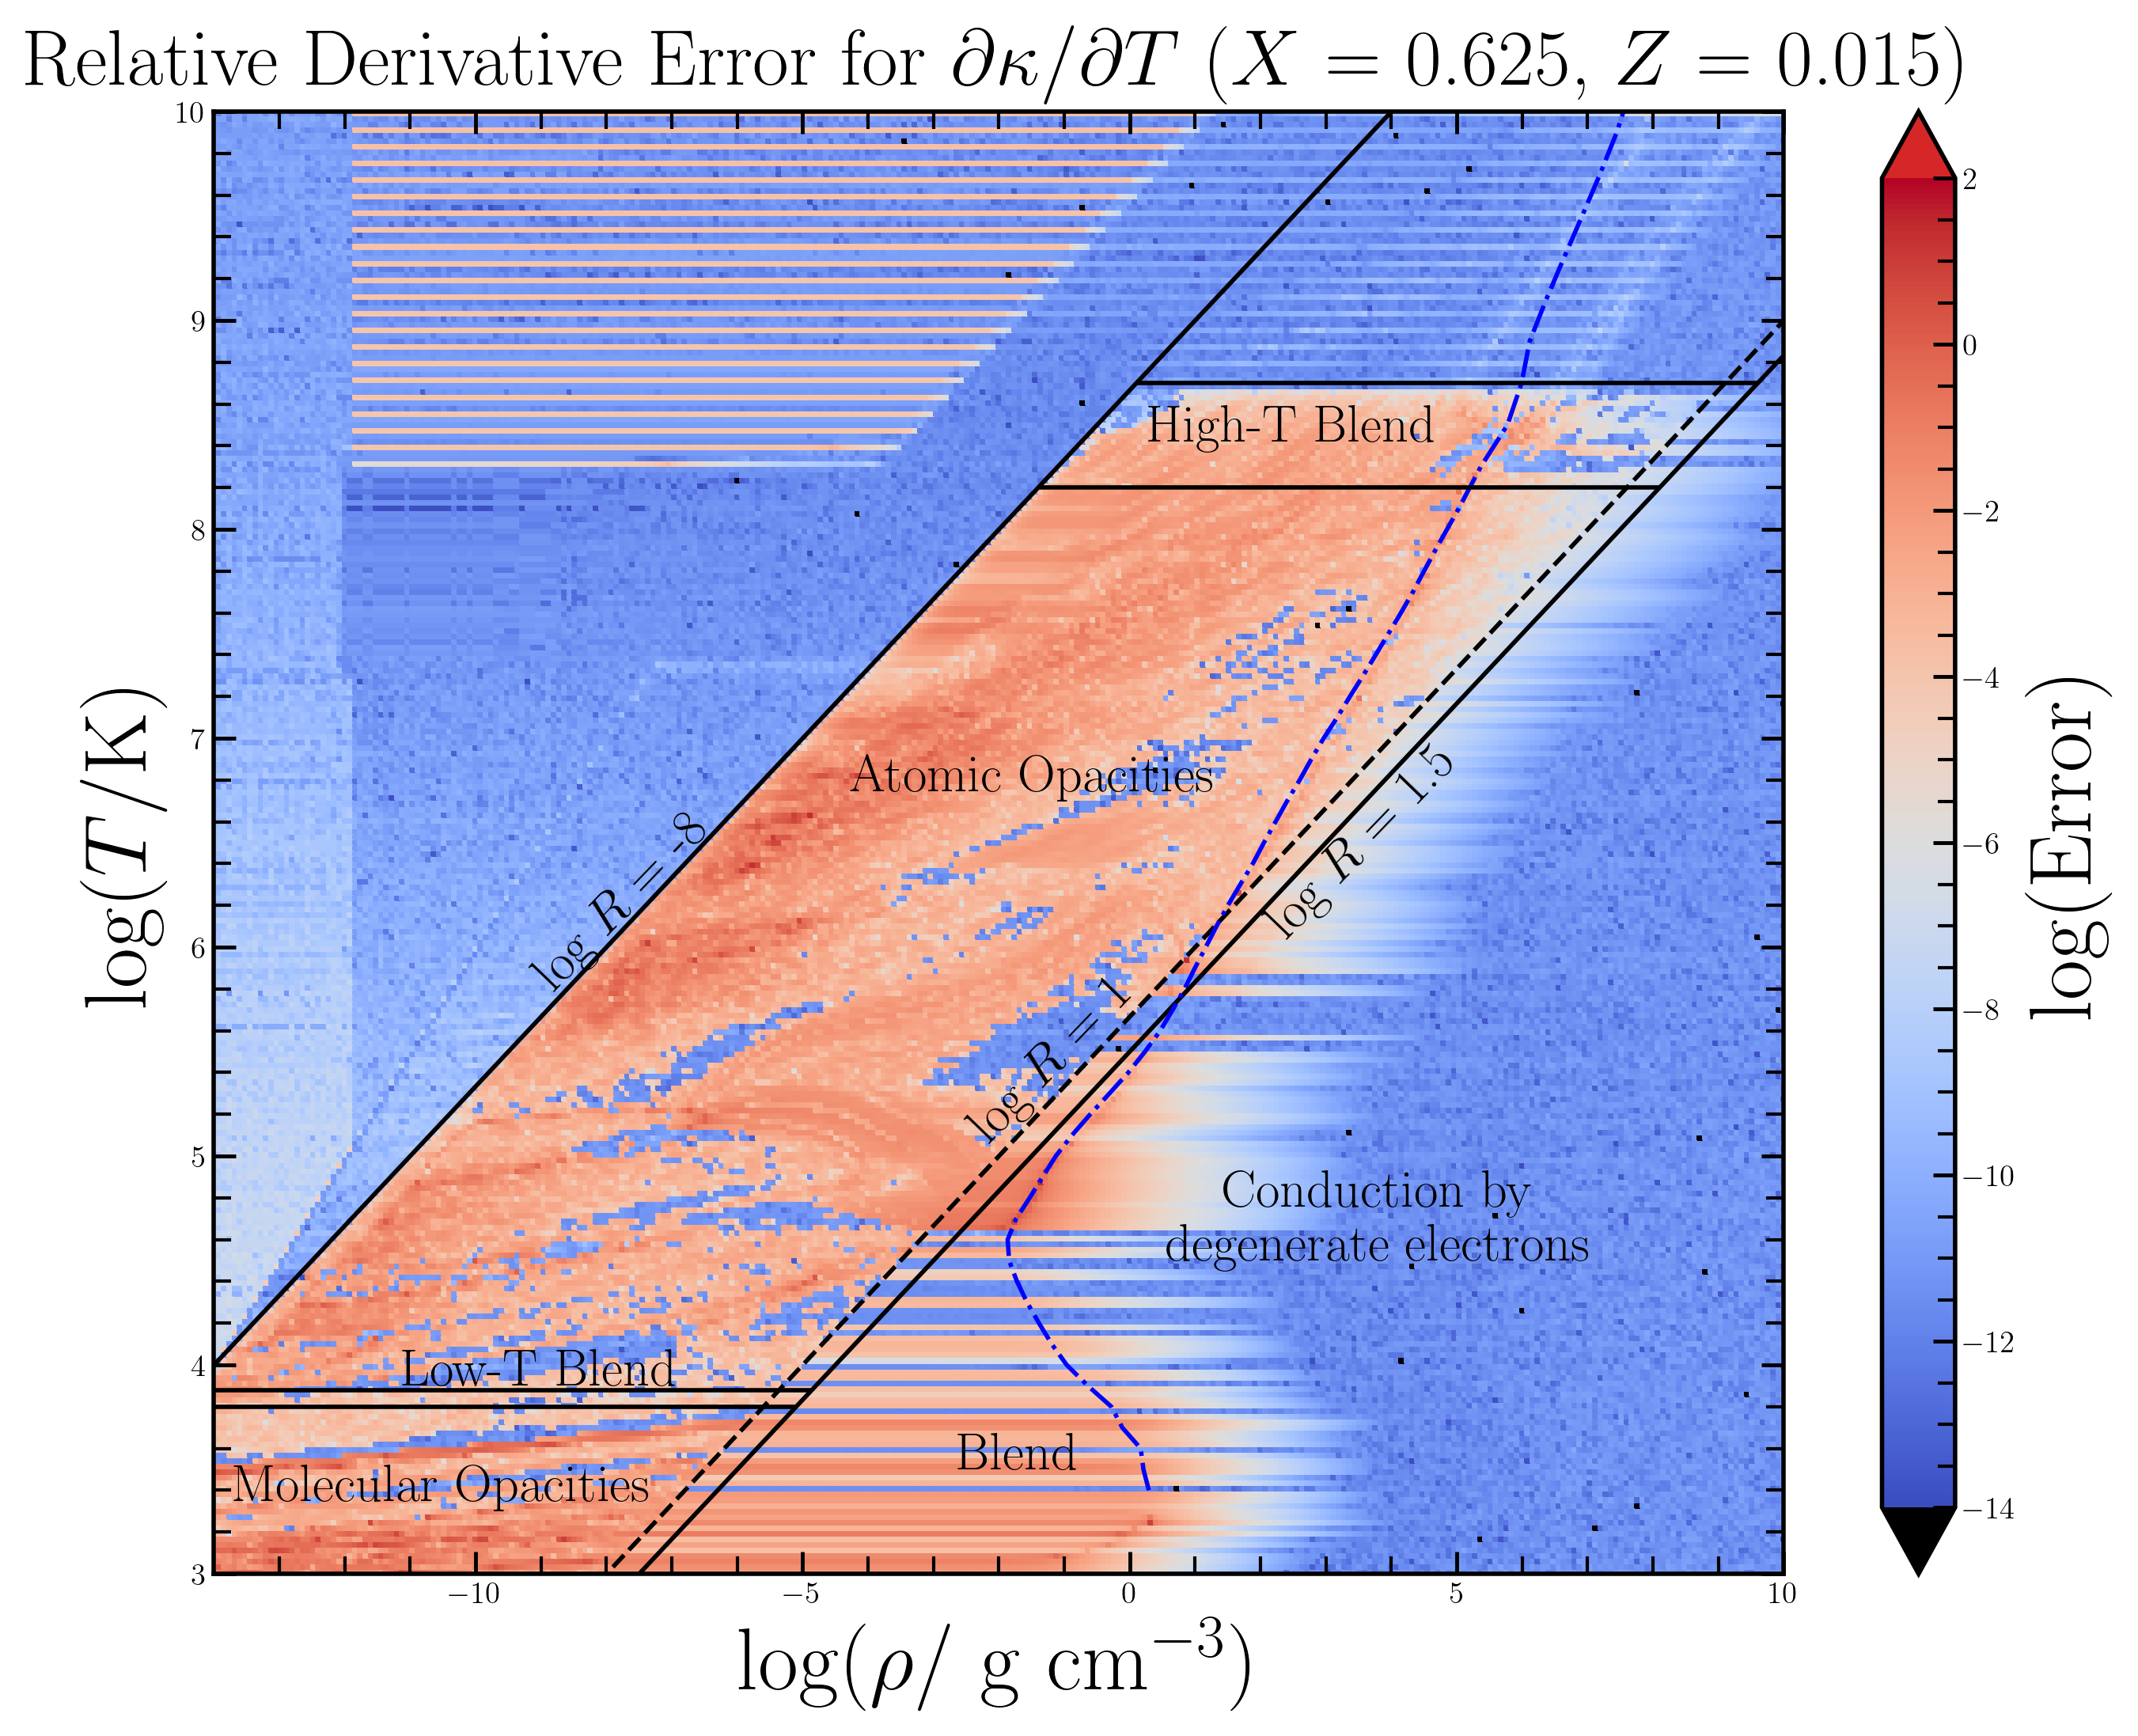 Relative Derivative Error for ∂κ/∂T (X = 0.625, Z = 0.015)
10
9
8
7
6
5
4
3
log(T/K)
High-T Blend
Atomic Opacities
log R = -8
log R = 1.5
log R = 1
Conduction by
degenerate electrons
Low-T Blend
Blend
Molecular Opacities
−10
−5
0
5
10
log(ρ/ g cm⁻³)
2
0
−2
−4
−6
−8
−10
−12
−14
log(Error)